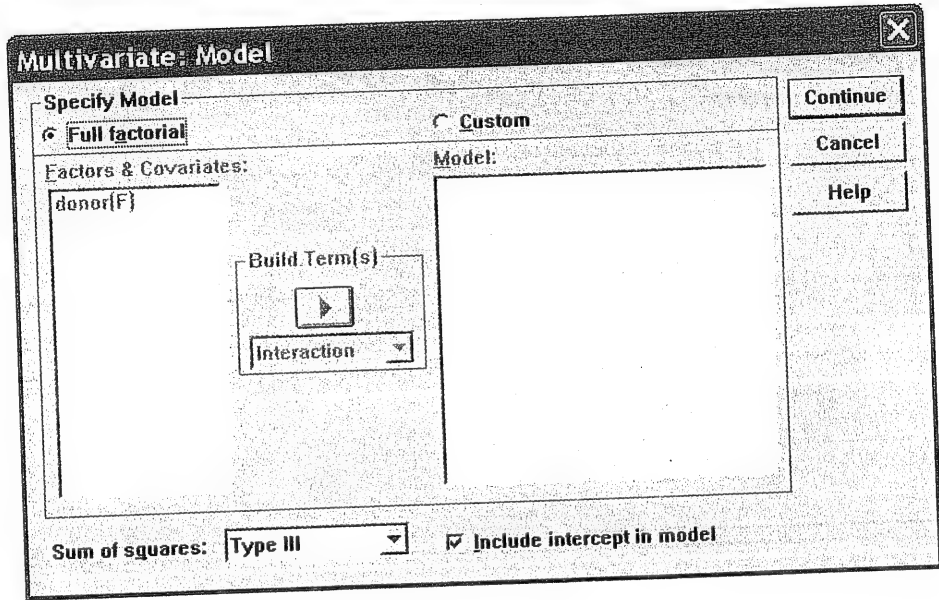 Multivariate: Model
Specify Model
Full factorial
Custom
Continue
Cancel
Help
Factors & Covariates:
donor(F)
Build Term(s)
Interaction
Model:
Sum of squares:
Type III
Include intercept in model